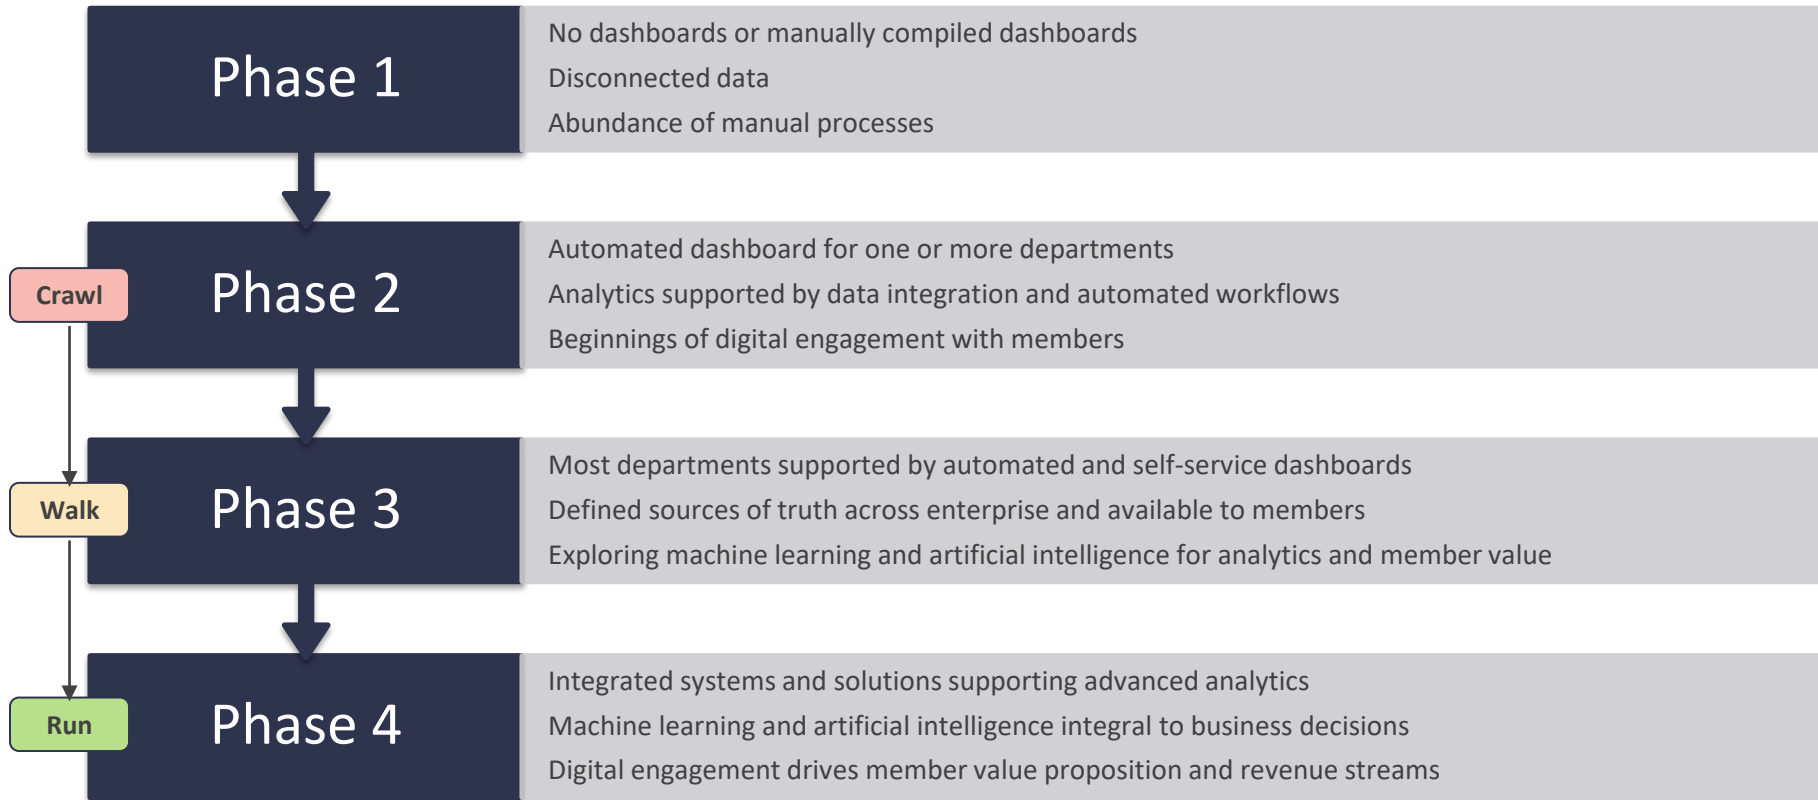 Phase 1
No dashboards or manually compiled dashboards
Disconnected data
Abundance of manual processes
Crawl
Phase 2
Automated dashboard for one or more departments
Analytics supported by data integration and automated workflows
Beginnings of digital engagement with members
Walk
Phase 3
Most departments supported by automated and self-service dashboards
Defined sources of truth across enterprise and available to members
Exploring machine learning and artificial intelligence for analytics and member value
Run
Phase 4
Integrated systems and solutions supporting advanced analytics
Machine learning and artificial intelligence integral to business decisions
Digital engagement drives member value proposition and revenue streams